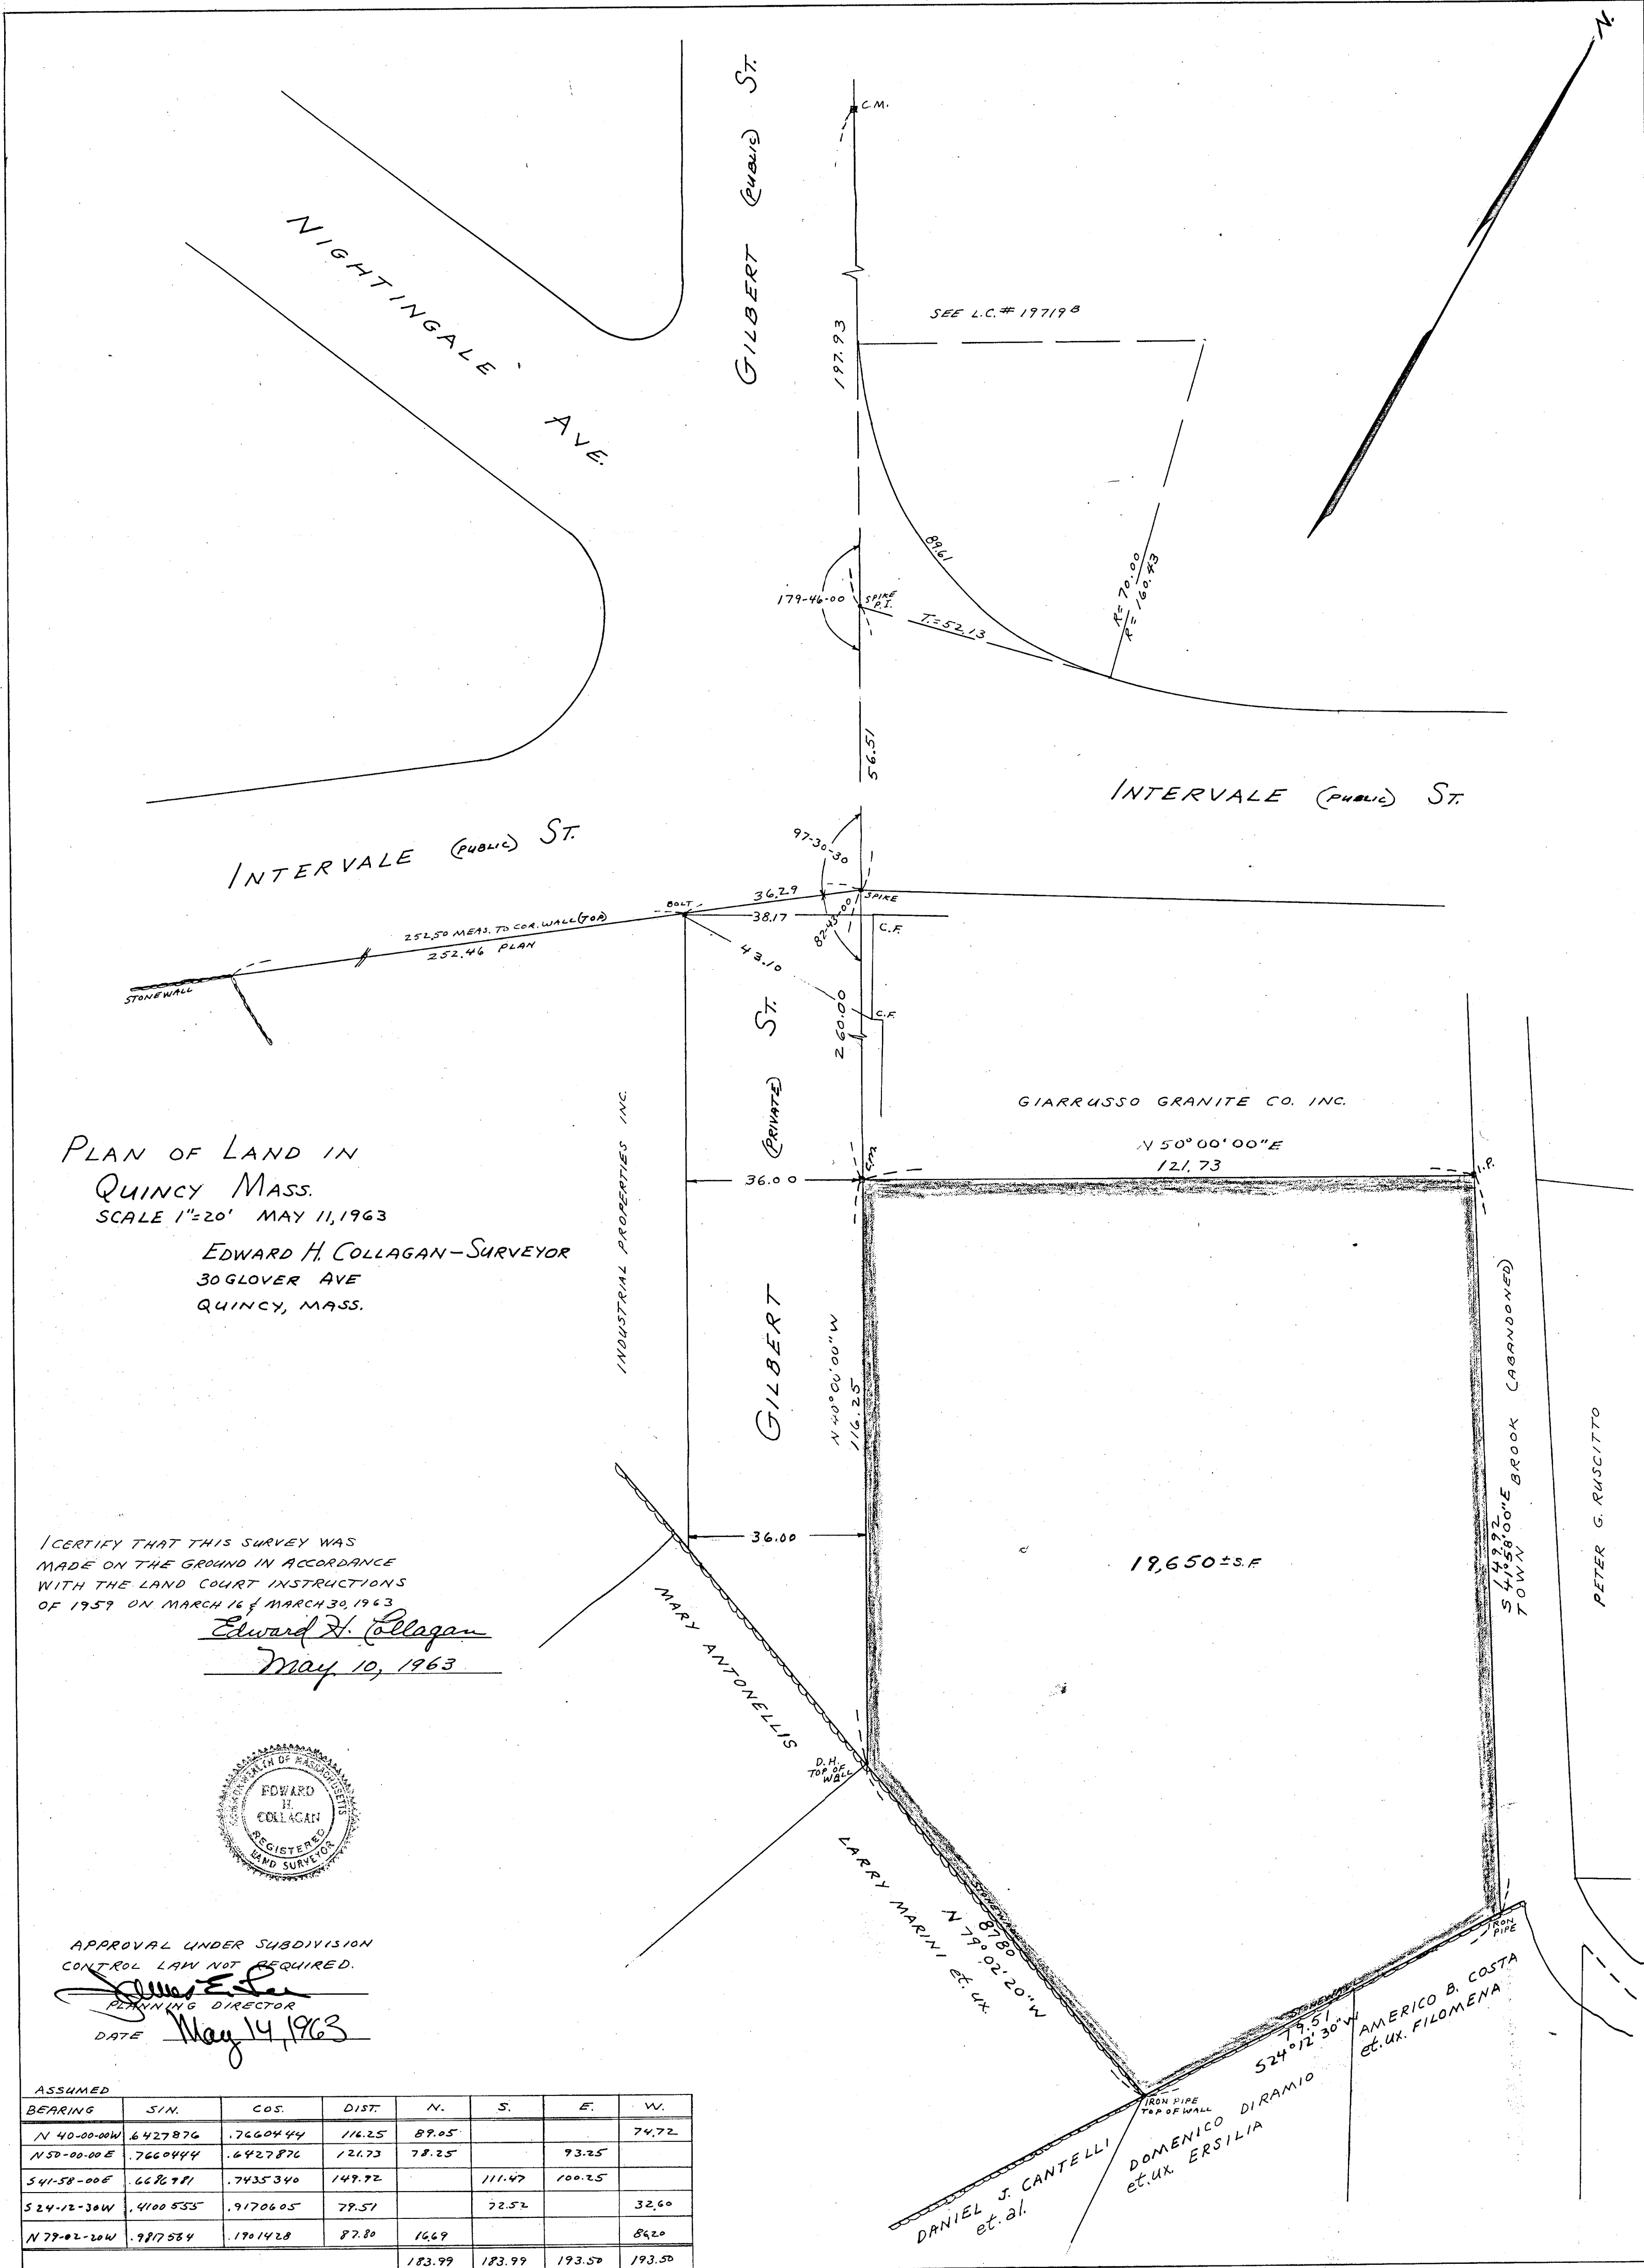 N.
C.M.
GILBERT (PUBLIC) ST.
NIGHTINGALE AVE.
SEE L.C.# 19719 B
197.93
89.61
179-46-00
SPIKE
P.I.
T.=52.13
R=70.00
R=160.43
56.51
INTERVALE (PUBLIC) ST.
INTERVALE (PUBLIC) ST.
97-30-30
36.29
BOLT
SPIKE
38.17
C.F.
252.50 MEAS. TO COR. WALL (TOP)
252.46 PLAN
43.10
STONEWALL
260.00
C.F.
GILBERT (PRIVATE) ST.
INDUSTRIAL PROPERTIES INC.
GIARRUSSO GRANITE CO. INC.
N 50° 00' 00" E
121.73
C.M.
I.P.
36.00
PLAN OF LAND IN
QUINCY MASS.
SCALE 1"=20' MAY 11, 1963
EDWARD H. COLLAGAN-SURVEYOR
30 GLOVER AVE
QUINCY, MASS.
N 40° 00' 00" W
116.25
149.92
S 41° 58' 00" E
TOWN BROOK (ABANDONED)
PETER G. RUSCITTO
36.00
19,650 ± S.F.
I CERTIFY THAT THIS SURVEY WAS
MADE ON THE GROUND IN ACCORDANCE
WITH THE LAND COURT INSTRUCTIONS
OF 1959 ON MARCH 16 & MARCH 30, 1963
Edward H. Collagan
May 10, 1963
MARY ANTONELLIS
D.H.
TOP OF
WALL
COMMONWEALTH OF MASSACHUSETTS
EDWARD
H.
COLLAGAN
REGISTERED
LAND SURVEYOR
LARRY MARINI et. ux.
STONEWALL
87.80
N 79° 02' 20" W
IRON
PIPE
STONEWALL
79.51
S 24° 12' 30" W
AMERICO B. COSTA
et. ux. FILOMENA
APPROVAL UNDER SUBDIVISION
CONTROL LAW NOT REQUIRED.
PLANNING DIRECTOR
DATE May 14, 1963
IRON PIPE
TOP OF WALL
DOMENICO DIRAMIO
et. ux. ERSILIA
DANIEL J. CANTELLI
et. al.
ASSUMED
BEARING SIN. COS. DIST. N. S. E. W.
N 40-00-00W .6427876 .7660444 116.25 89.05 74.72
N 50-00-00 E .7660444 .6427876 121.73 78.25 93.25
S 41-58-00 E .6686981 .7435340 149.92 111.47 100.25
S 24-12-30W .4100555 .9120605 79.51 72.52 32.60
N 79-02-20W .9817564 .1901428 87.80 16.69 86.20
183.99 183.99 193.50 193.50